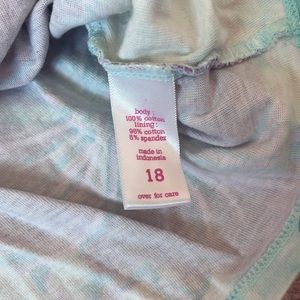 body :
100% cotton
lining :
95% cotton
5% spandex
made in
indonesia
18
over for care